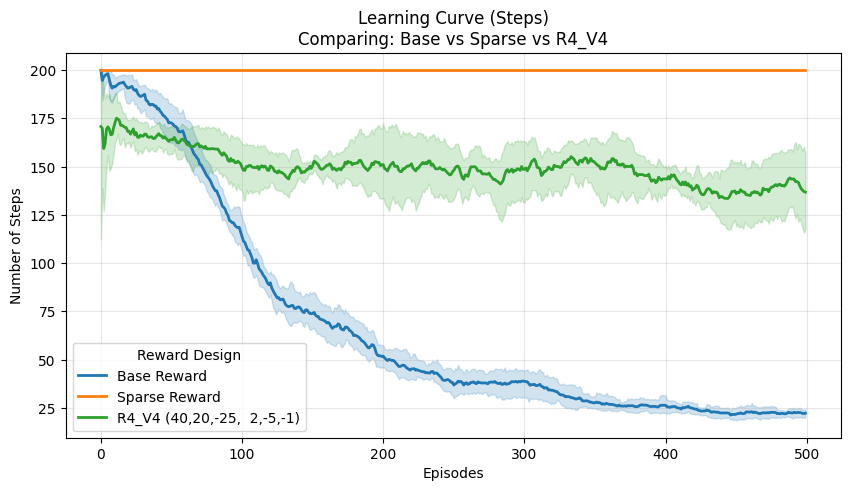 Learning Curve (Steps)
Comparing: Base vs Sparse vs R4_V4
Number of Steps
200
175
150
125
100
75
50
25
Reward Design
Base Reward
Sparse Reward
R4_V4 (40,20,-25,  2,-5,-1)
0
100
200
300
400
500
Episodes